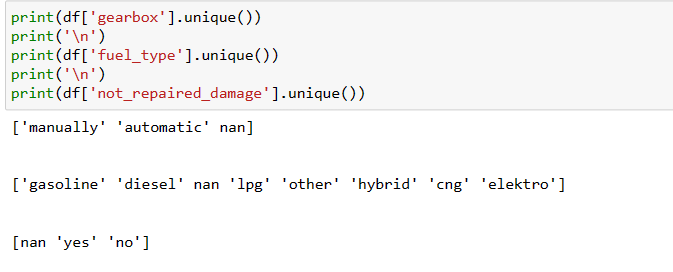 print(df['gearbox'].unique())
print('\n')
print(df['fuel_type'].unique())
print('\n')
print(df['not_repaired_damage'].unique())
['manually' 'automatic' nan]
['gasoline' 'diesel' nan 'lpg' 'other' 'hybrid' 'cng' 'elektro']
[nan 'yes' 'no']